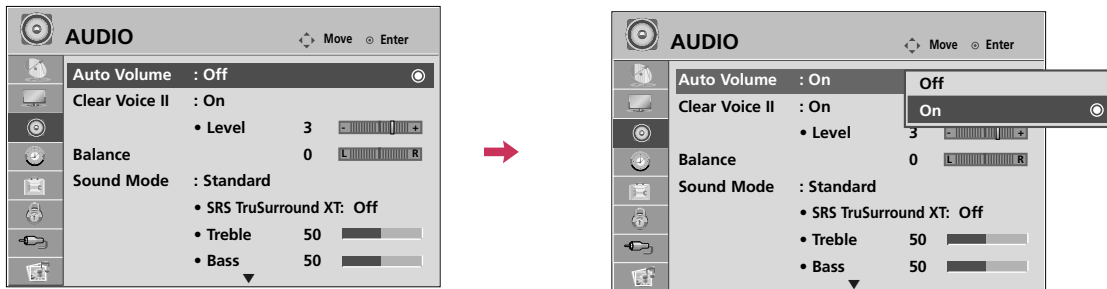 AUDIO Move Enter
Auto Volume : Off
Clear Voice II : On
• Level 3 - +
Balance 0 L R
Sound Mode : Standard
• SRS TruSurround XT: Off
• Treble 50
• Bass 50
AUDIO Move Enter
Auto Volume : On
Off
On
Clear Voice II : On
• Level 3 - +
Balance 0 L R
Sound Mode : Standard
• SRS TruSurround XT: Off
• Treble 50
• Bass 50